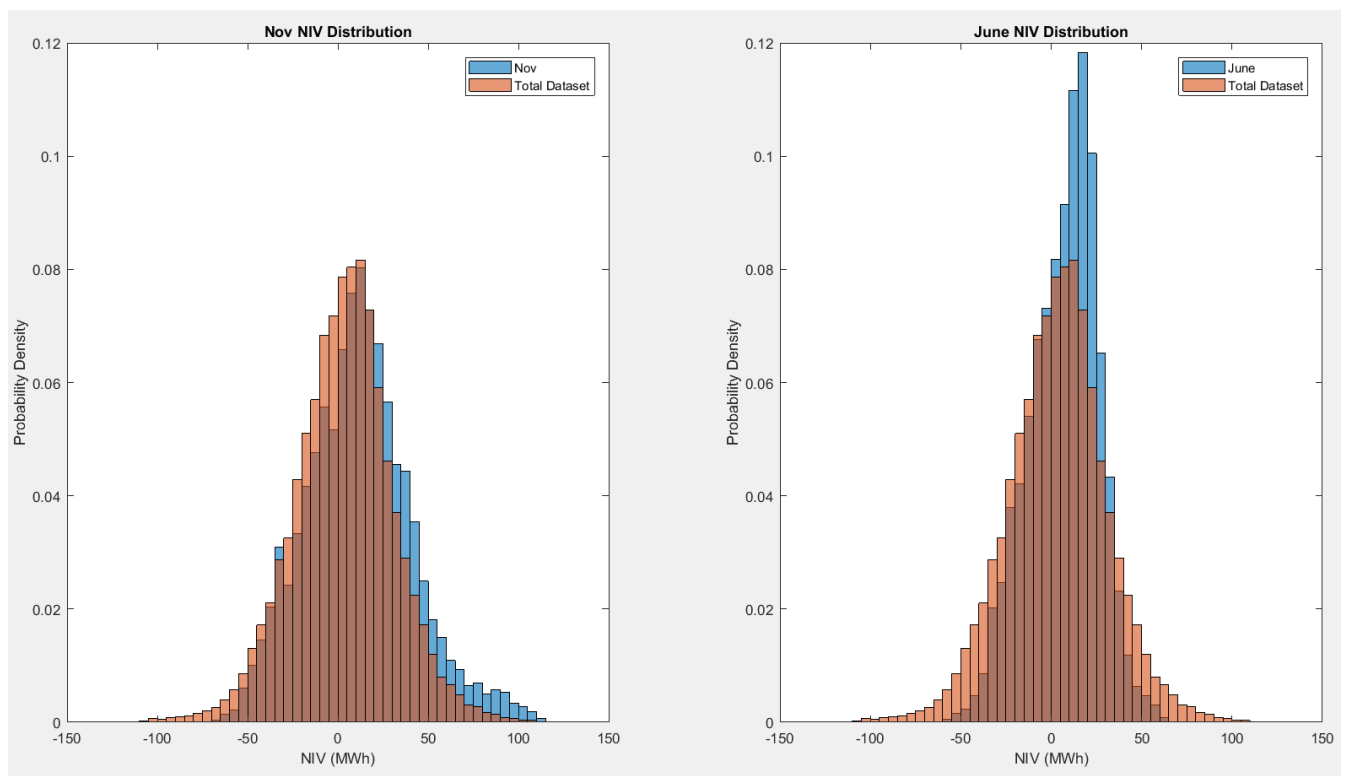 Nov NIV Distribution
0.12
0.1
0.08
0.06
0.04
0.02
0
Probability Density
-150
-100
-50
0
50
100
150
NIV (MWh)
Nov
Total Dataset
June NIV Distribution
0.12
0.1
0.08
0.06
0.04
0.02
0
Probability Density
-150
-100
-50
0
50
100
150
NIV (MWh)
June
Total Dataset